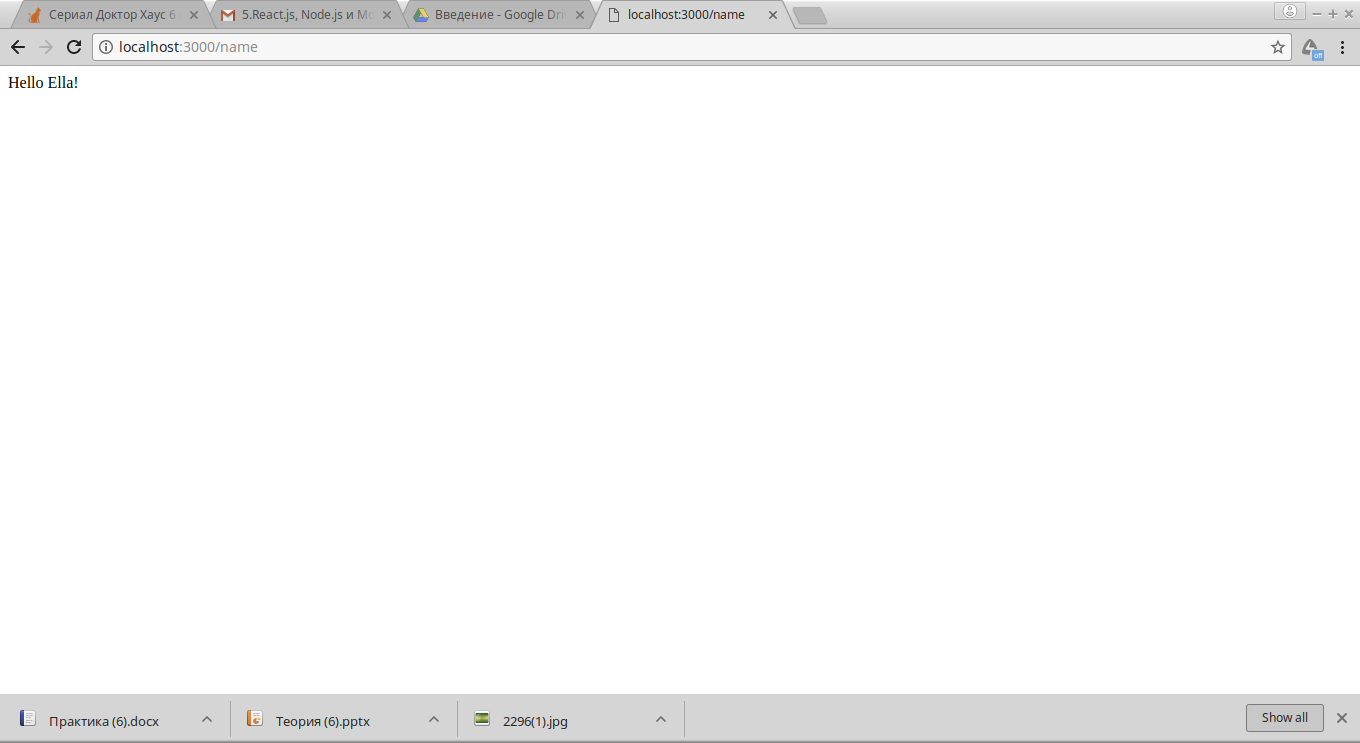 Сериал Доктор Хаус 6
5.React.js, Node.js и Mo
Введение - Google Dri
localhost:3000/name
localhost:3000/name
off
Hello Ella!
Практика (6).docx
Теория (6).pptx
2296(1).jpg
Show all